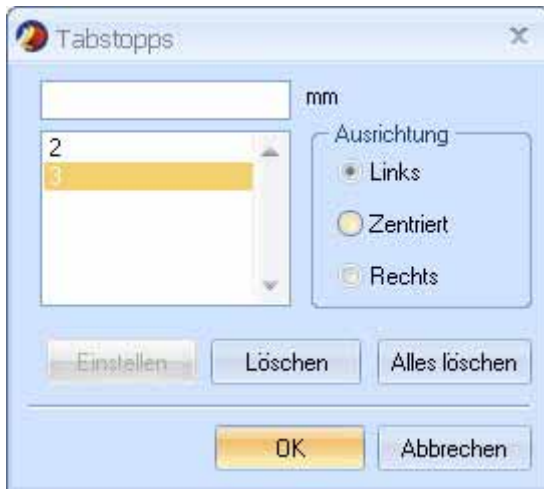 Tabstopps
mm
2
3
Ausrichtung
Links
Zentriert
Rechts
Einstellen
Löschen
Alles löschen
OK
Abbrechen